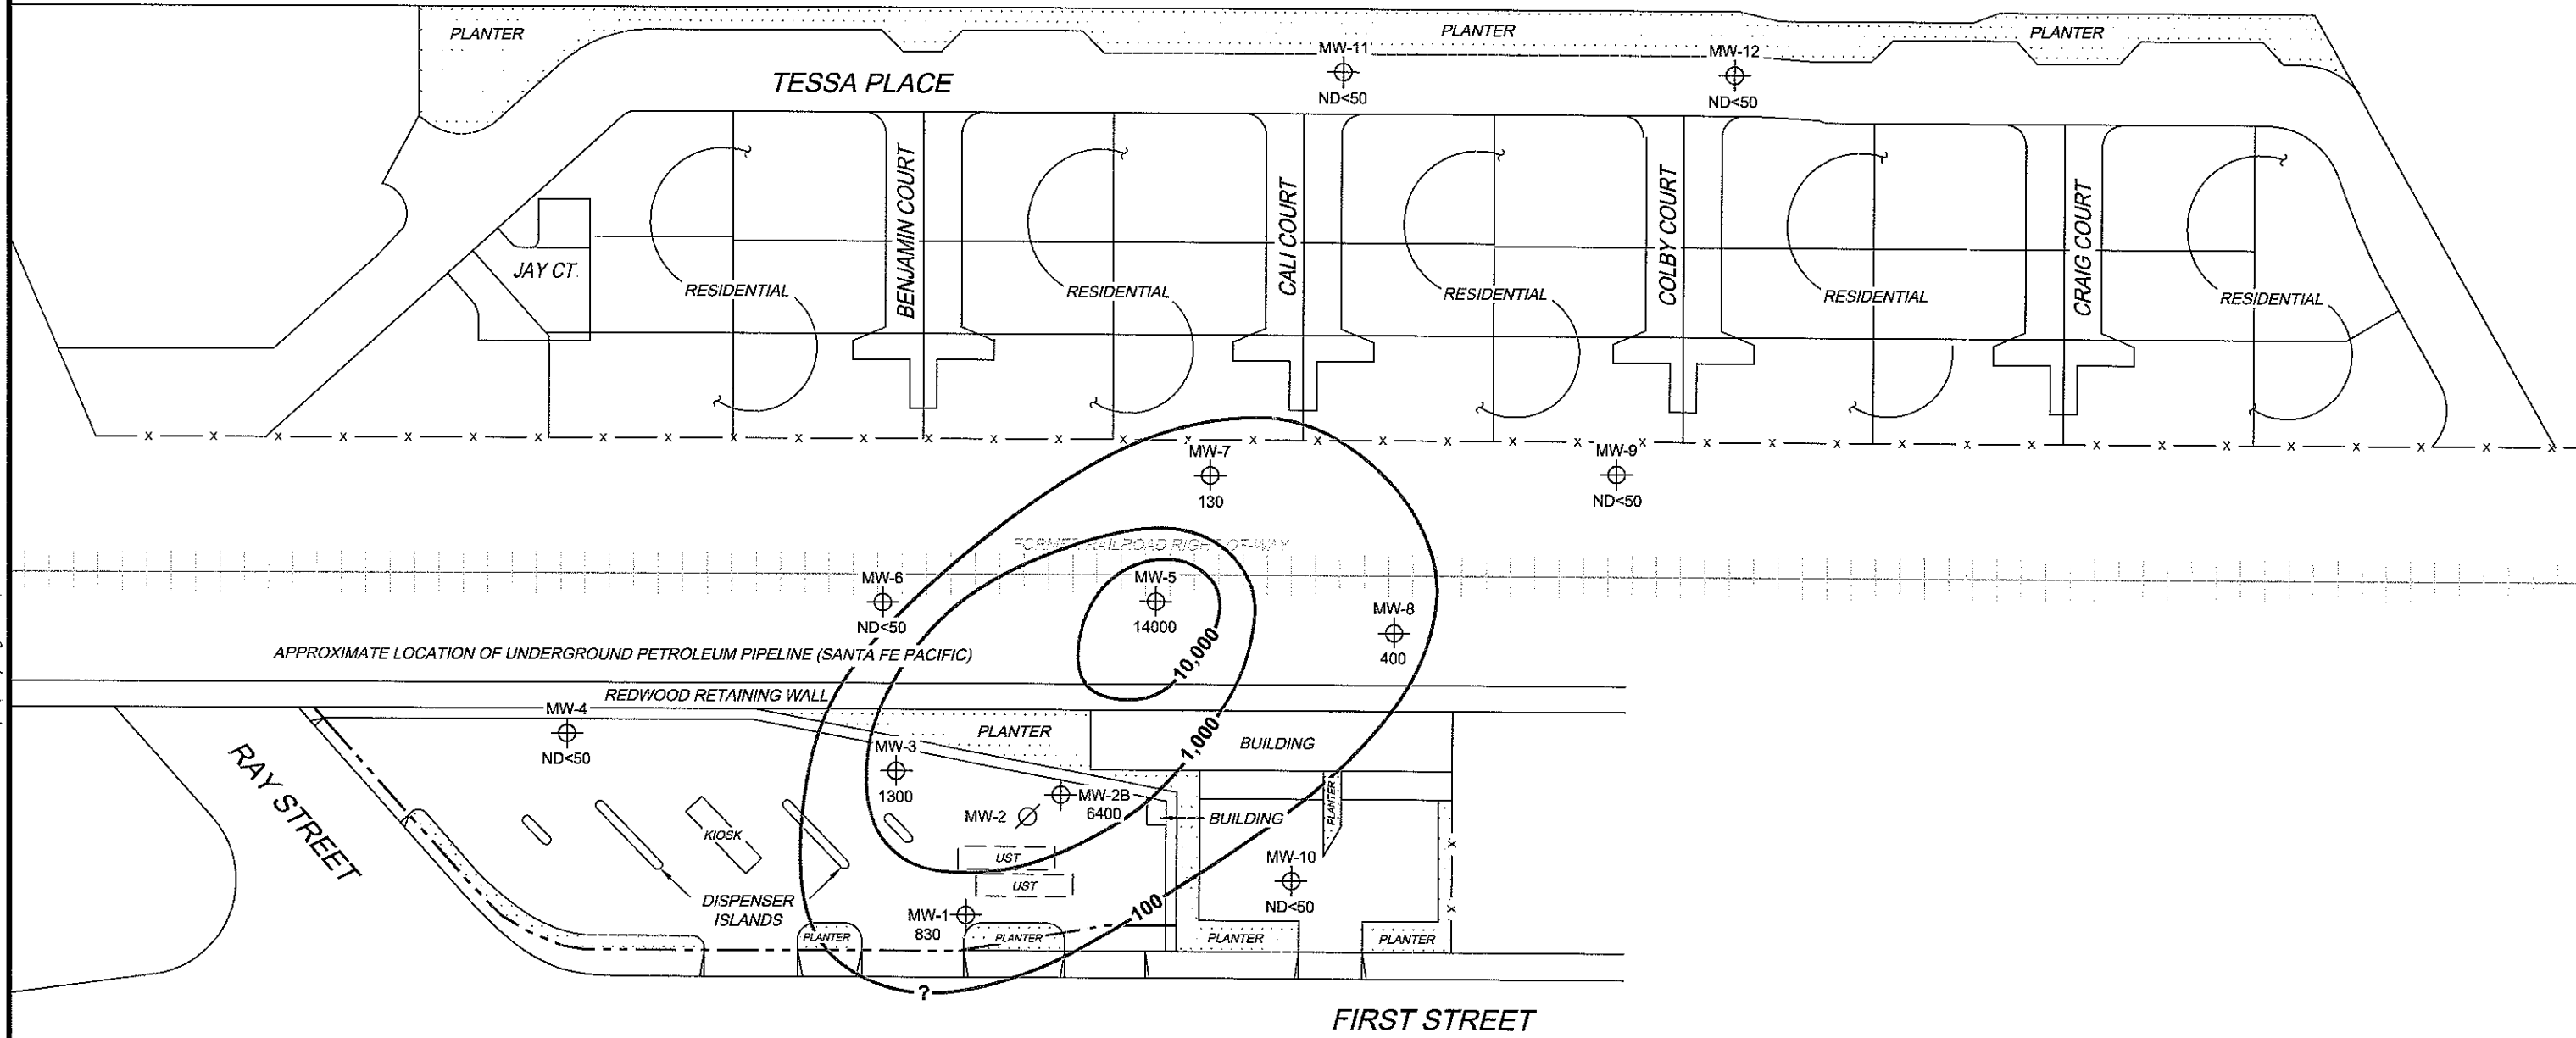 PLANTER
PLANTER
PLANTER
MW-11
ND<50
MW-12
ND<50
TESSA PLACE
BENJAMIN COURT
CALI COURT
COLBY COURT
CRAIG COURT
JAY CT.
RESIDENTIAL
RESIDENTIAL
RESIDENTIAL
RESIDENTIAL
RESIDENTIAL
MW-7
130
MW-9
ND<50
FORMER RAILROAD RIGHT-OF-WAY
MW-6
ND<50
MW-5
14000
MW-8
400
10,000
APPROXIMATE LOCATION OF UNDERGROUND PETROLEUM PIPELINE (SANTA FE PACIFIC)
REDWOOD RETAINING WALL
MW-4
ND<50
PLANTER
1,000
BUILDING
MW-3
1300
MW-2B
6400
MW-2
BUILDING
PLANTER
RAY STREET
KIOSK
UST
UST
MW-10
ND<50
DISPENSER
ISLANDS
MW-1
830
100
PLANTER
PLANTER
PLANTER
PLANTER
?
FIRST STREET